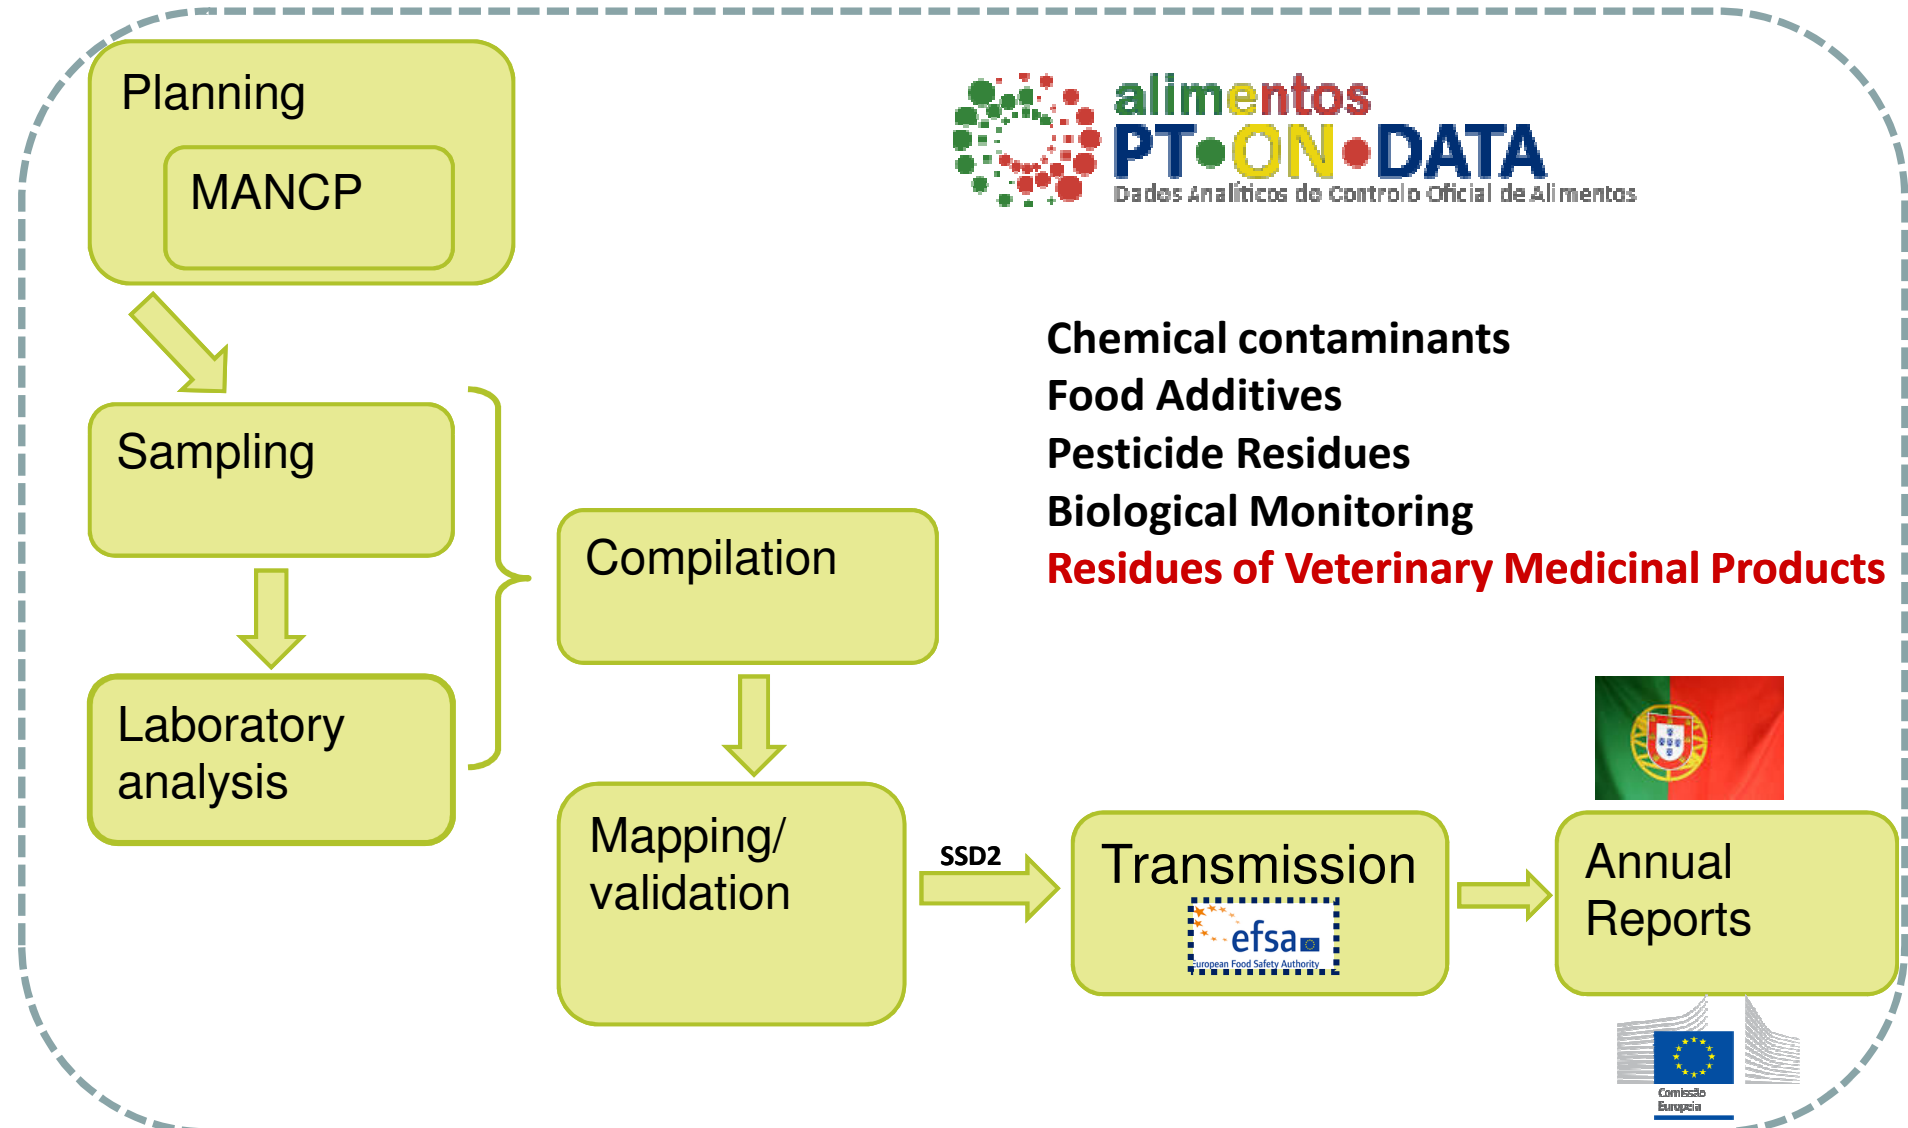 Planning
MANCP
alimentos
PT•ON•DATA
Dados Analíticos do Controlo Oficial de Alimentos
Chemical contaminants
Food Additives
Pesticide Residues
Biological Monitoring
Residues of Veterinary Medicinal Products
Sampling
Laboratory
analysis
Compilation
Mapping/
validation
SSD2
Transmission
efsa
European Food Safety Authority
Annual
Reports
Comissão
Europeia